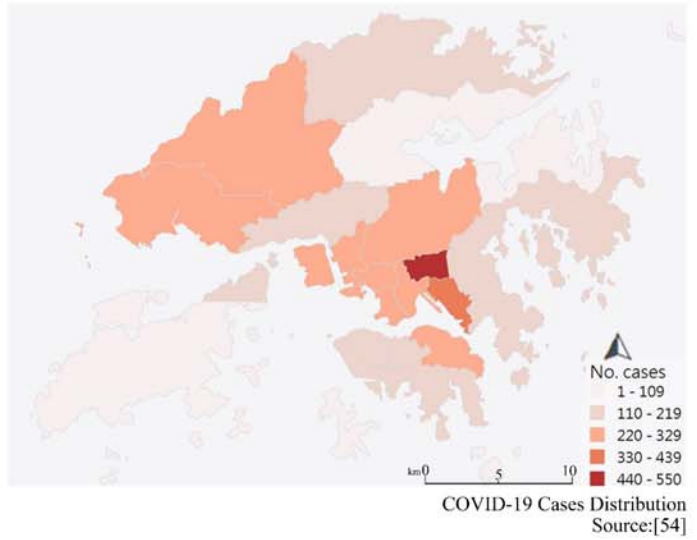 No. cases
1 - 109
110 - 219
220 - 329
330 - 439
440 - 550
km 0 5 10
COVID-19 Cases Distribution
Source:[54]